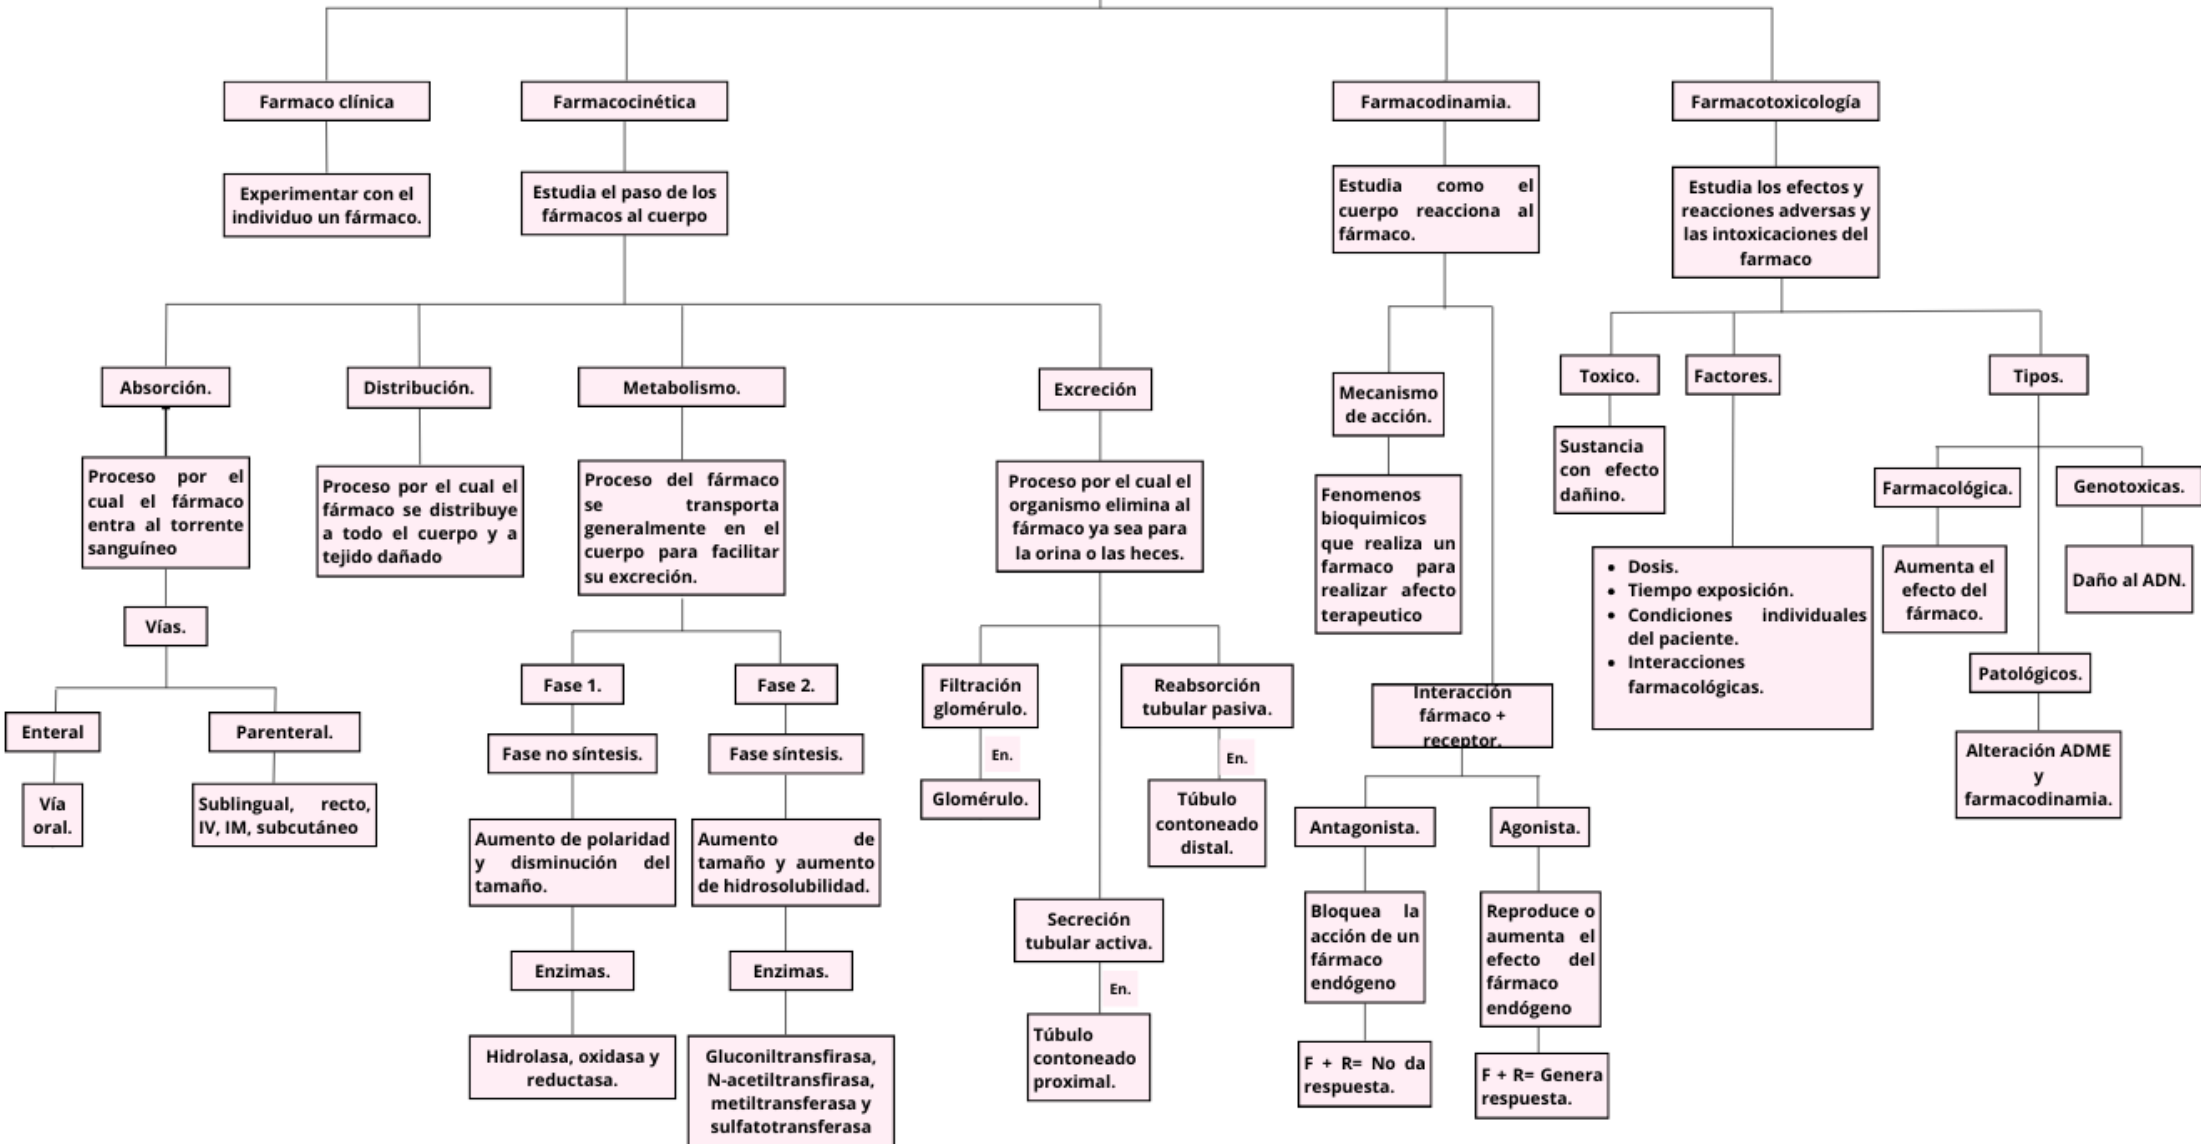 Farmaco clínica
Farmacocinética
Farmacodinamia.
Farmacotoxicología
Experimentar con el
individuo un fármaco.
Estudia el paso de los
fármacos al cuerpo
Estudia como el
cuerpo reacciona al
fármaco.
Estudia los efectos y
reacciones adversas y
las intoxicaciones del
farmaco
Absorción.
Distribución.
Metabolismo.
Excreción
Proceso por el
cual el fármaco
entra al torrente
sanguíneo
Proceso por el cual el
fármaco se distribuye
a todo el cuerpo y a
tejido dañado
Proceso del fármaco
se transporta
generalmente en el
cuerpo para facilitar
su excreción.
Proceso por el cual el
organismo elimina al
fármaco ya sea para
la orina o las heces.
Vías.
Enteral
Parenteral.
Vía
oral.
Sublingual, recto,
IV, IM, subcutáneo
Fase 1.
Fase 2.
Fase no síntesis.
Fase síntesis.
Aumento de polaridad
y disminución del
tamaño.
Aumento de
tamaño y aumento
de hidrosolubilidad.
Enzimas.
Enzimas.
Hidrolasa, oxidasa y
reductasa.
Gluconiltransfirasa,
N-acetiltransfirasa,
metiltransferasa y
sulfatotransferasa
Filtración
glomérulo.
En.
Glomérulo.
Reabsorción
tubular pasiva.
En.
Túbulo
contoneado
distal.
Secreción
tubular activa.
En.
Túbulo
contoneado
proximal.
Mecanismo
de acción.
Fenomenos
bioquimicos
que realiza un
farmaco para
realizar afecto
terapeutico
Interacción
fármaco +
receptor.
Antagonista.
Agonista.
Bloquea la
acción de un
fármaco
endógeno
Reproduce o
aumenta el
efecto del
fármaco
endógeno
F + R= No da
respuesta.
F + R= Genera
respuesta.
Toxico.
Factores.
Tipos.
Sustancia
con efecto
dañino.
• Dosis.
• Tiempo exposición.
• Condiciones individuales
del paciente.
• Interacciones
farmacológicas.
Farmacológica.
Genotoxicas.
Aumenta el
efecto del
fármaco.
Daño al ADN.
Patológicos.
Alteración ADME
y
farmacodinamia.